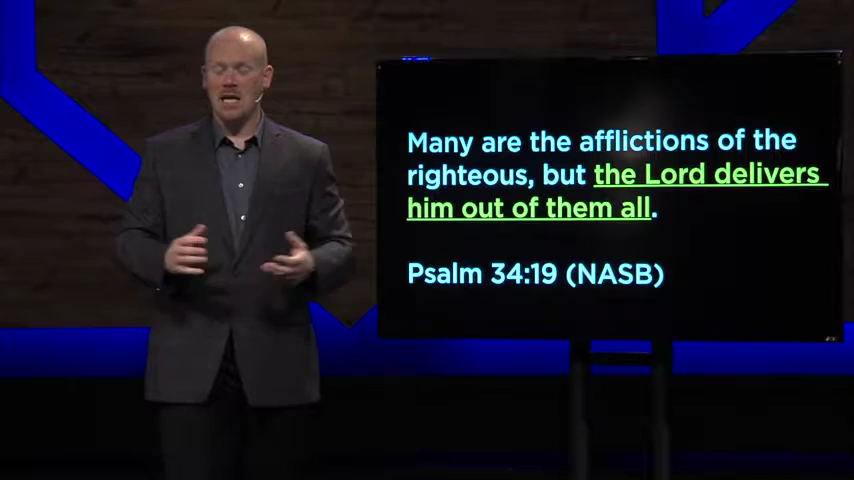 Many are the afflictions of the
righteous, but the Lord delivers
him out of them all.
Psalm 34:19 (NASB)